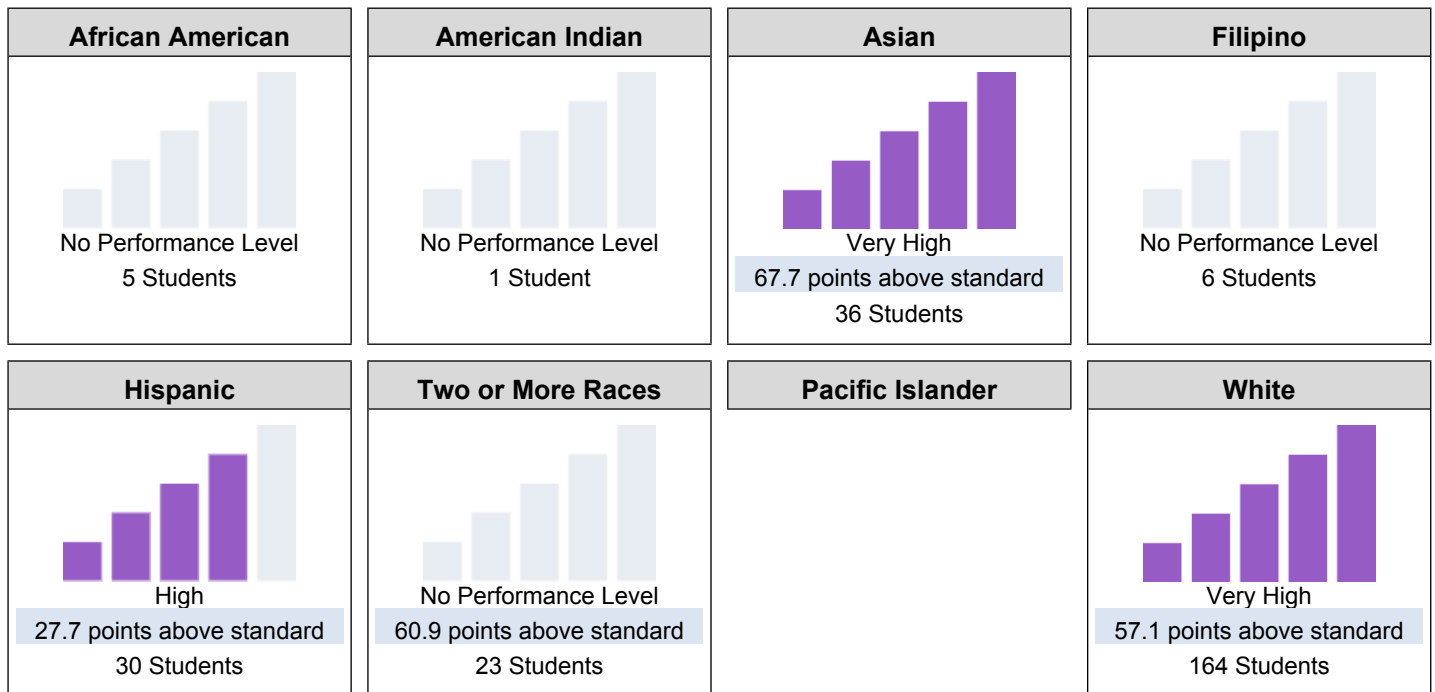 African American
No Performance Level
5 Students
American Indian
No Performance Level
1 Student
Asian
Very High
67.7 points above standard
36 Students
Filipino
No Performance Level
6 Students
Hispanic
High
27.7 points above standard
30 Students
Two or More Races
No Performance Level
60.9 points above standard
23 Students
Pacific Islander
White
Very High
57.1 points above standard
164 Students